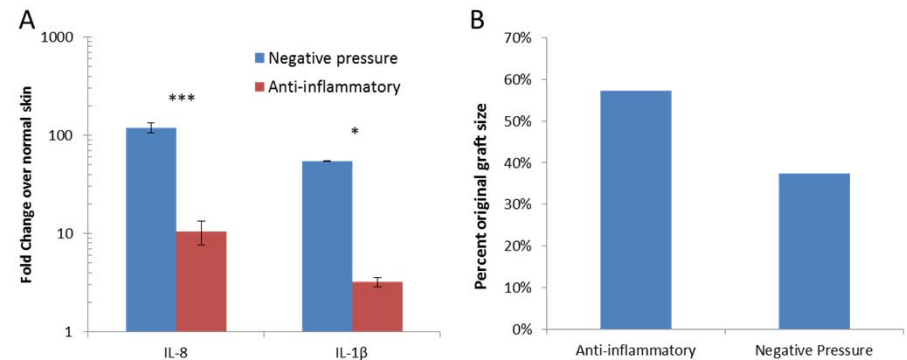 A
Fold Change over normal skin
1000
100
10
1
Negative pressure
Anti-inflammatory
***
*
IL-8
IL-1β
B
Percent original graft size
70%
60%
50%
40%
30%
20%
10%
0%
Anti-inflammatory
Negative Pressure